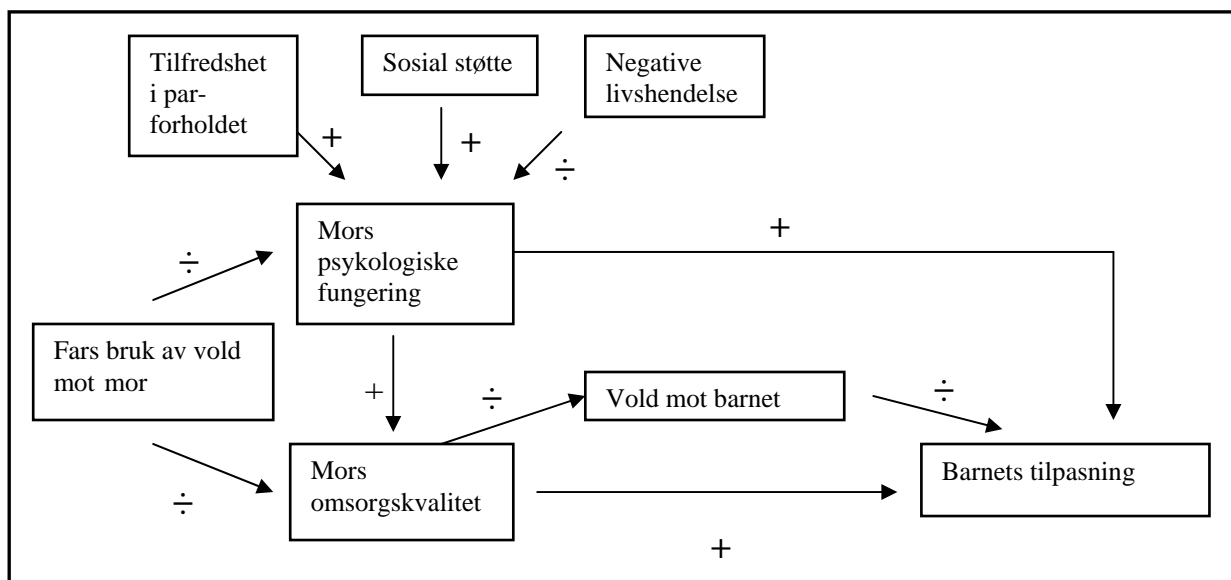 Tilfredshet
i par-
forholdet
Sosial støtte
Negative
livshendelse
+
+
÷
Mors
psykologiske
fungering
+
÷
Fars bruk av vold
mot mor
+
÷
Vold mot barnet
÷
Mors
omsorgskvalitet
Barnets tilpasning
÷
+